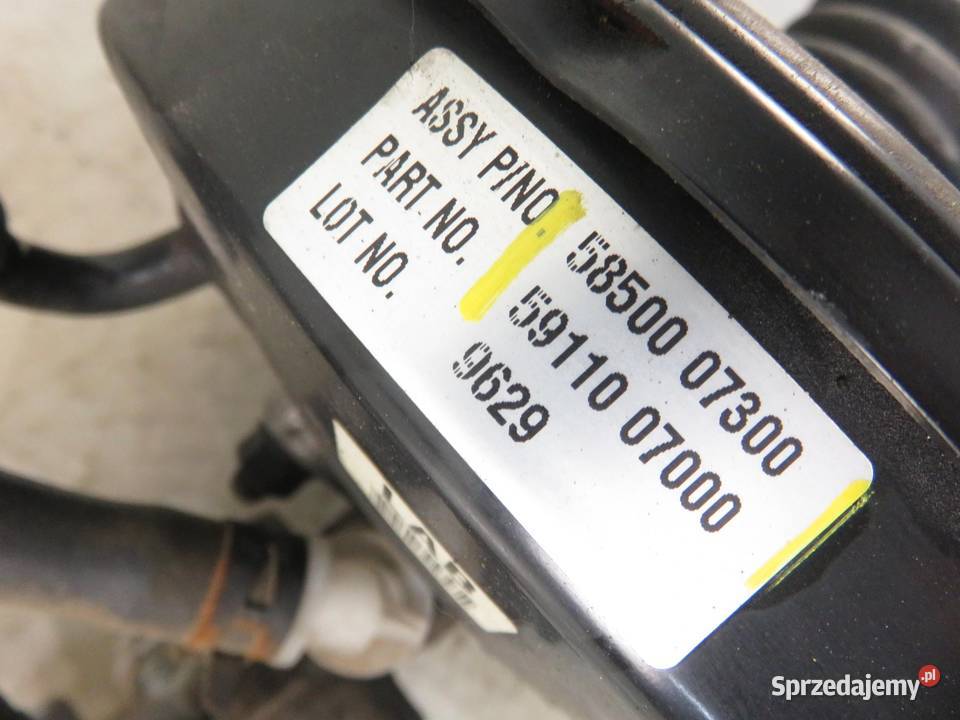 ASSY P/NO. 58500 07300
PART NO. 59110 07000
LOT NO. 9629
Sprzedajemy.pl